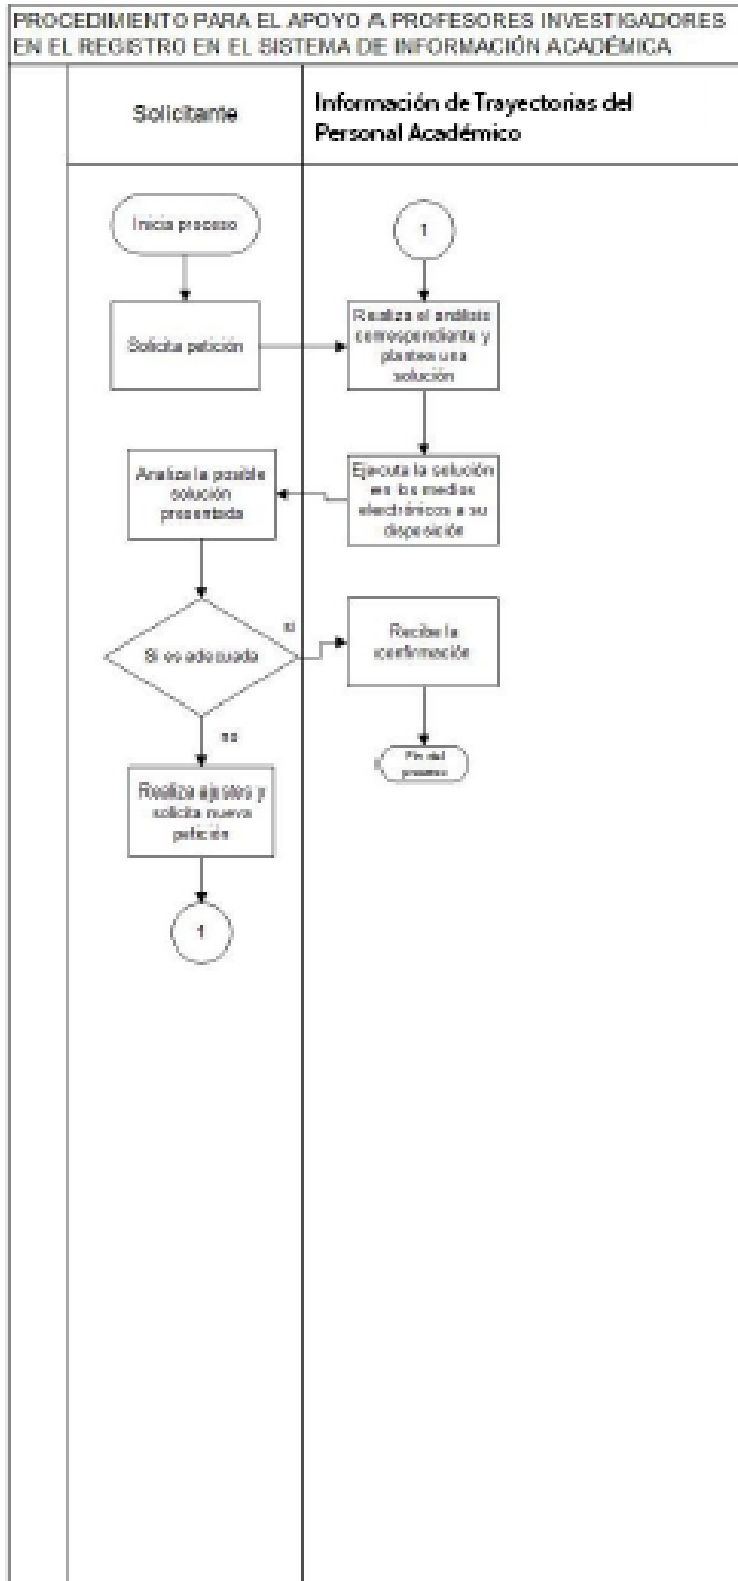 PROCEDIMIENTO PARA EL APOYO A PROFESORES INVESTIGADORES
EN EL REGISTRO EN EL SISTEMA DE INFORMACIÓN ACADÉMICA
Solicitante
Información de Trayectorias del
Personal Académico
Inicia proceso
1
Solicita petición
Realiza el análisis
correspondiente y
plantea una
solución
Analiza la posible
solución
presentada
Ejecuta la solución
en los medios
electrónicos a su
disposición
Si es adecuada
si
Recibe la
confirmación
no
Fin del
proceso
Realiza ajustes y
solicita nueva
petición
1